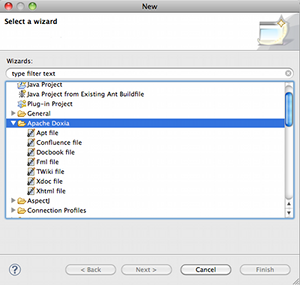 New
Select a wizard
Wizards:
type filter text
Java Project
Java Project from Existing Ant Buildfile
Plug-in Project
General
Apache Doxia
Apt file
Confluence file
Docbook file
Fml file
TWiki file
Xdoc file
Xhtml file
AspectJ
Connection Profiles
?
< Back
Next >
Cancel
Finish